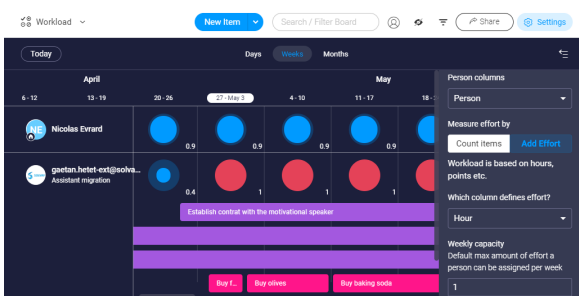 Workload
New Item
Search / Filter Board
Share
Settings
Today
Days
Weeks
Months
April
May
6 - 12
13 - 19
20 - 26
27 - May 3
4 - 10
11 - 17
18 -
NE
Nicolas Evrard
0.9
0.9
0.9
0.9
gaetan.hetet-ext@solva...
Assistant migration
0.4
1
1
1
Establish contrat with the motivational speaker
Buy f...
Buy olives
Buy baking soda
Person columns
Person
Measure effort by
Count items
Add Effort
Workload is based on hours,
points etc.
Which column defines effort?
Hour
Weekly capacity
Default max amount of effort a
person can be assigned per week
1